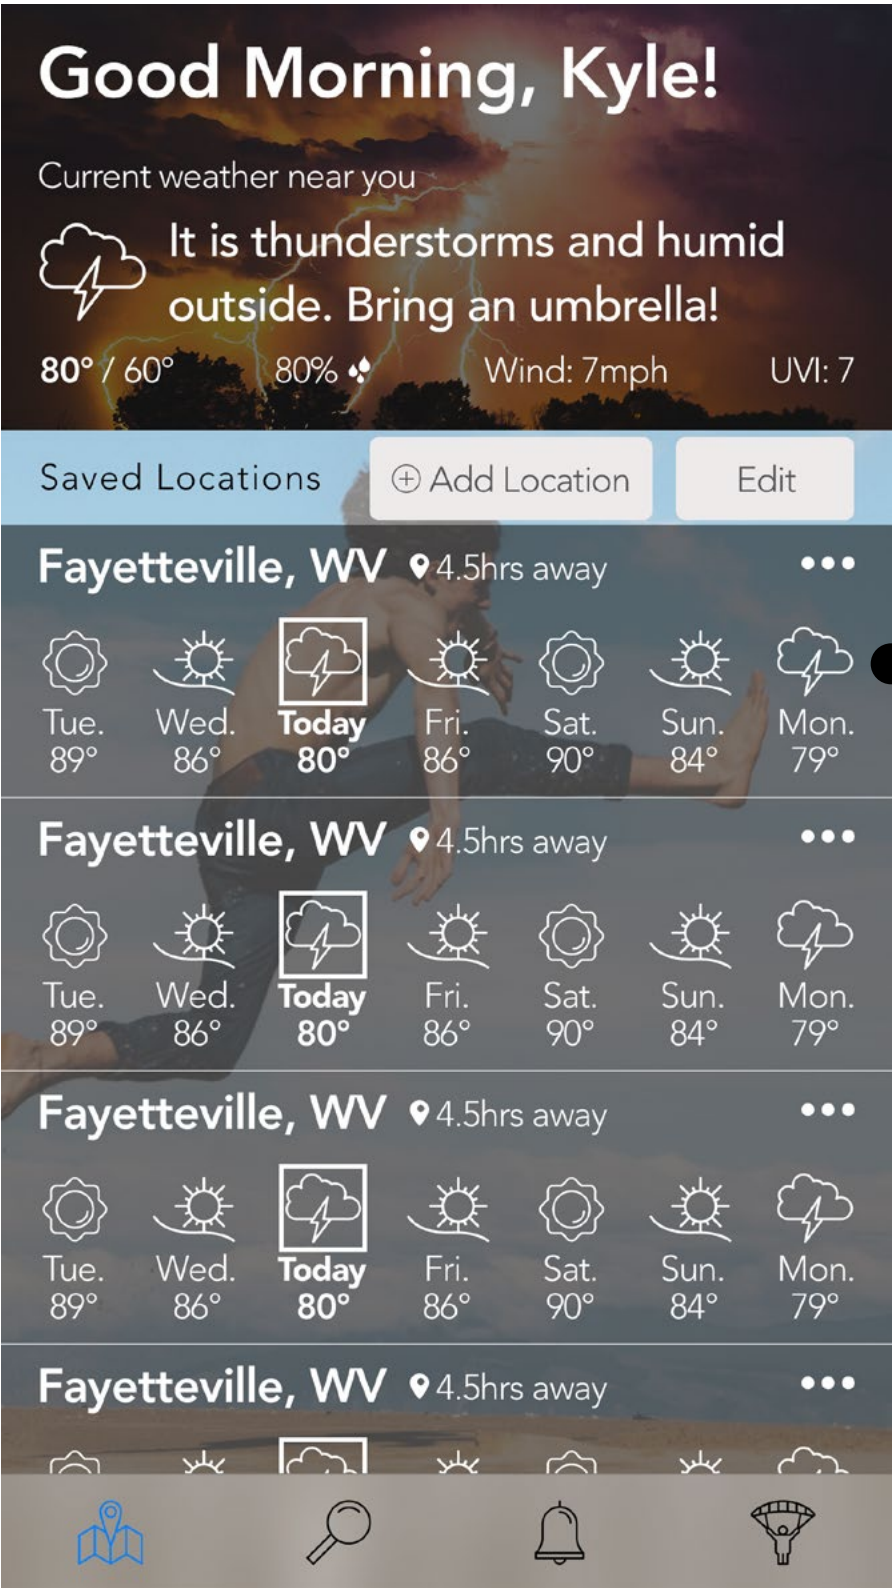 Good Morning, Kyle!
Current weather near you
It is thunderstorms and humid
outside. Bring an umbrella!
80° / 60° 80% Wind: 7mph UVI: 7
Saved Locations Add Location Edit
Fayetteville, WV 4.5hrs away
Tue. Wed. Today Fri. Sat. Sun. Mon.
89° 86° 80° 86° 90° 84° 79°
Fayetteville, WV 4.5hrs away
Tue. Wed. Today Fri. Sat. Sun. Mon.
89° 86° 80° 86° 90° 84° 79°
Fayetteville, WV 4.5hrs away
Tue. Wed. Today Fri. Sat. Sun. Mon.
89° 86° 80° 86° 90° 84° 79°
Fayetteville, WV 4.5hrs away